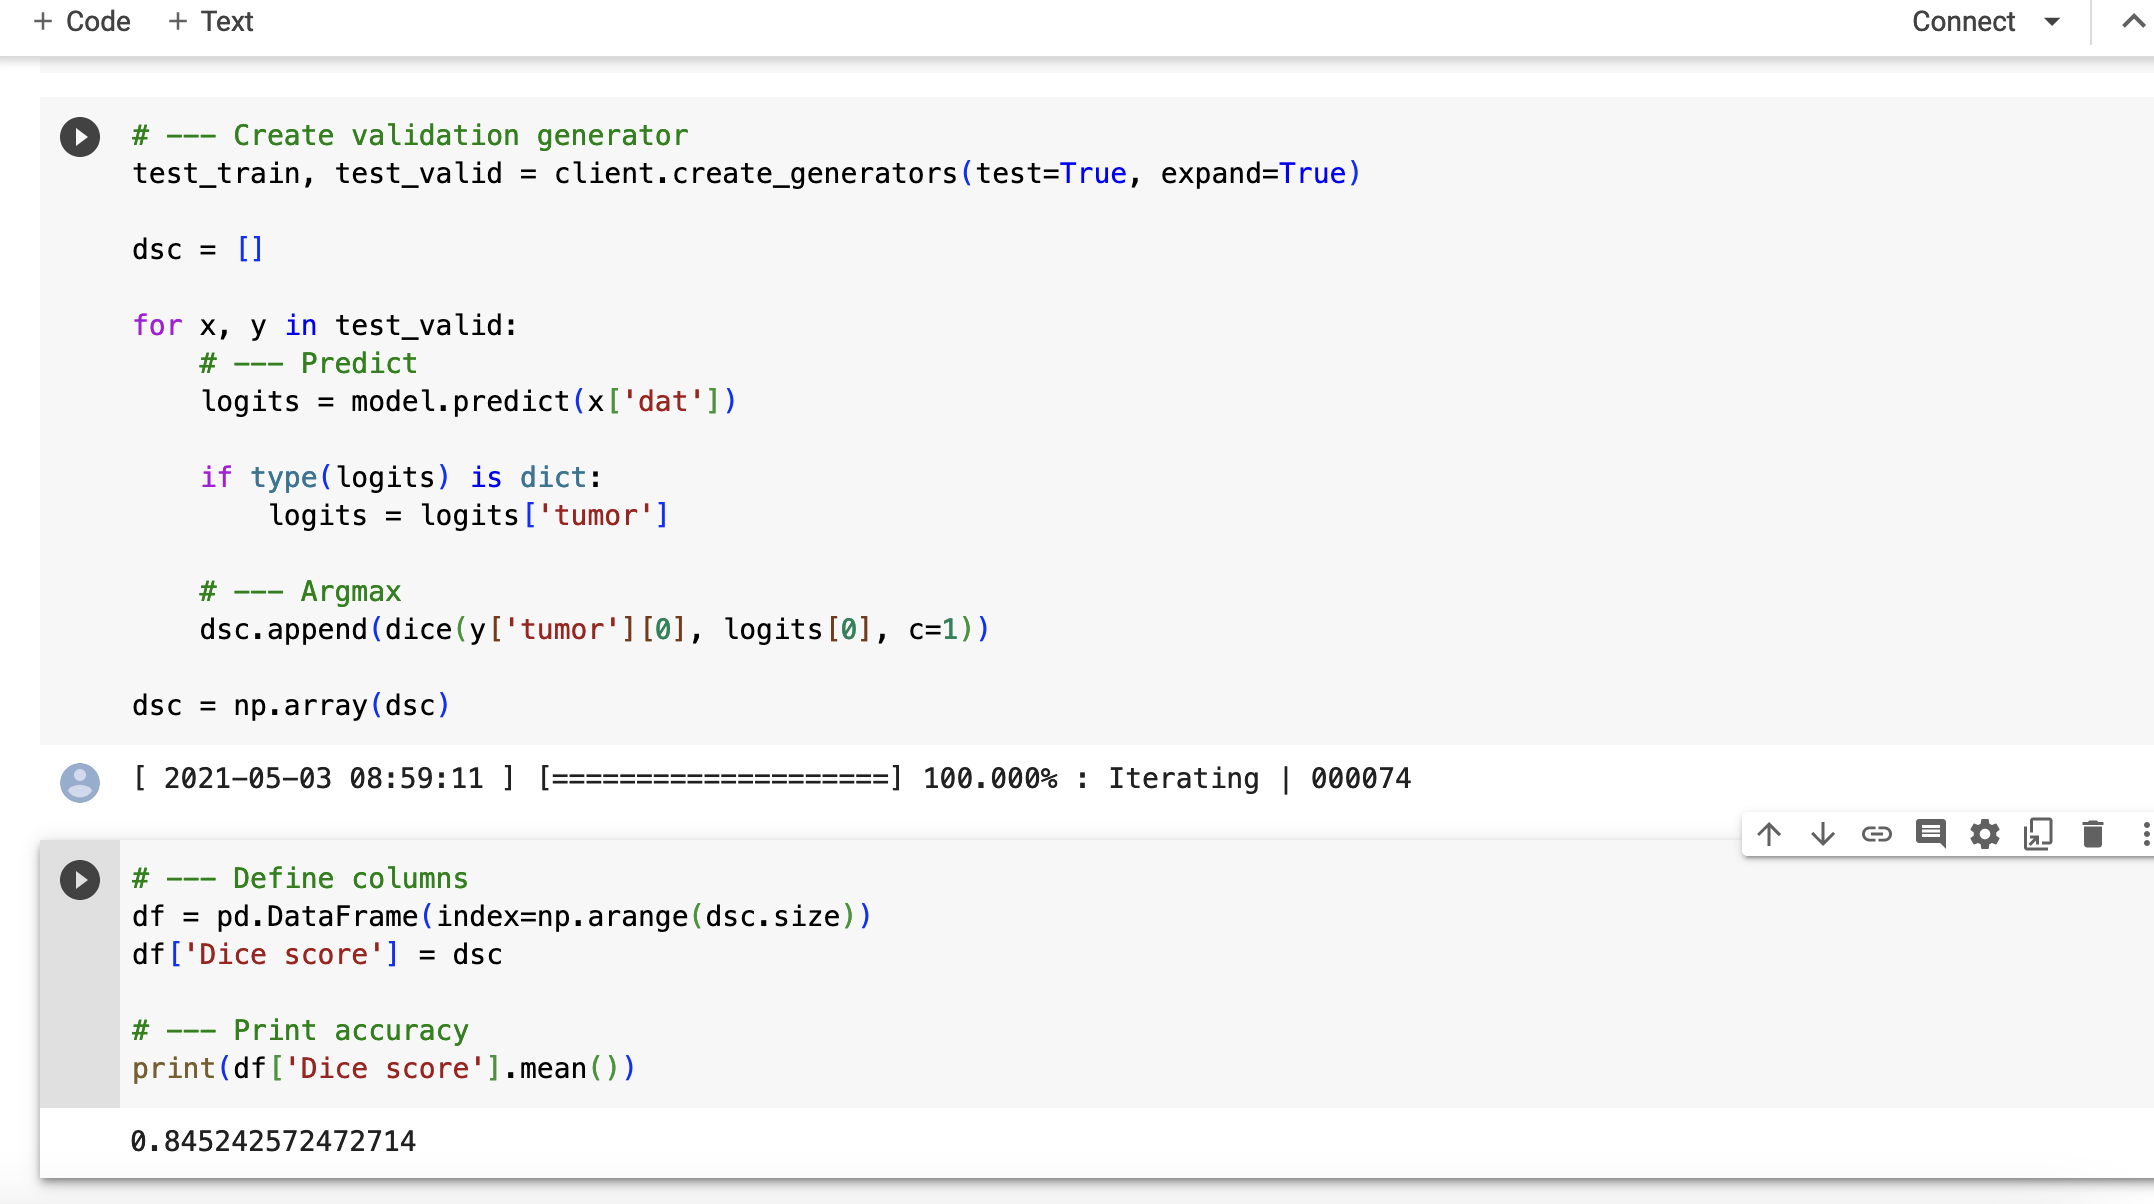 + Code + Text Connect
# --- Create validation generator
test_train, test_valid = client.create_generators(test=True, expand=True)
dsc = []
for x, y in test_valid:
# --- Predict
logits = model.predict(x['dat'])
if type(logits) is dict:
logits = logits['tumor']
# --- Argmax
dsc.append(dice(y['tumor'][0], logits[0], c=1))
dsc = np.array(dsc)
[ 2021-05-03 08:59:11 ] [====================] 100.000% : Iterating | 000074
# --- Define columns
df = pd.DataFrame(index=np.arange(dsc.size))
df['Dice score'] = dsc
# --- Print accuracy
print(df['Dice score'].mean())
0.845242572472714